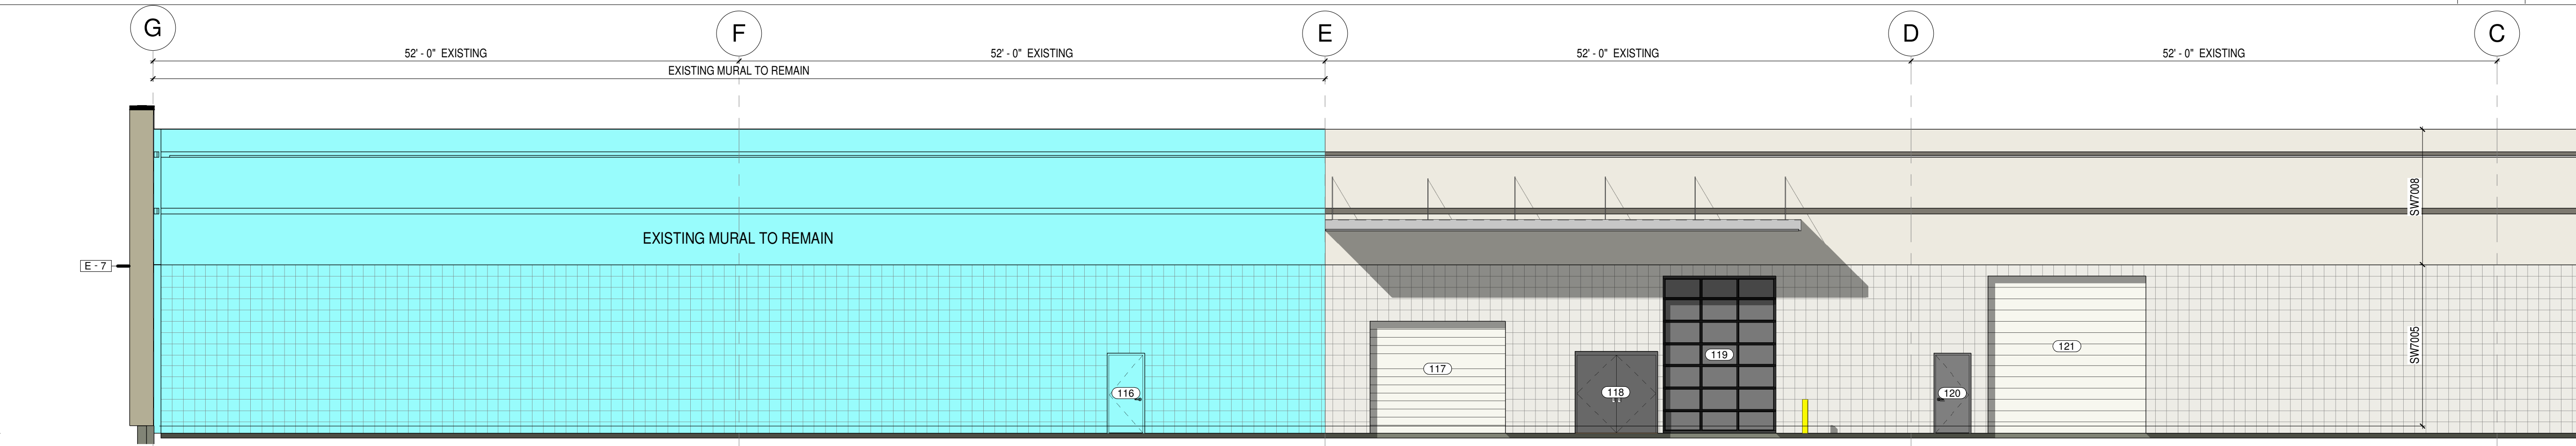 G
F
E
D
C
52' - 0" EXISTING
52' - 0" EXISTING
52' - 0" EXISTING
52' - 0" EXISTING
EXISTING MURAL TO REMAIN
EXISTING MURAL TO REMAIN
E - 7
SW7008
SW7005
116
117
118
119
120
121